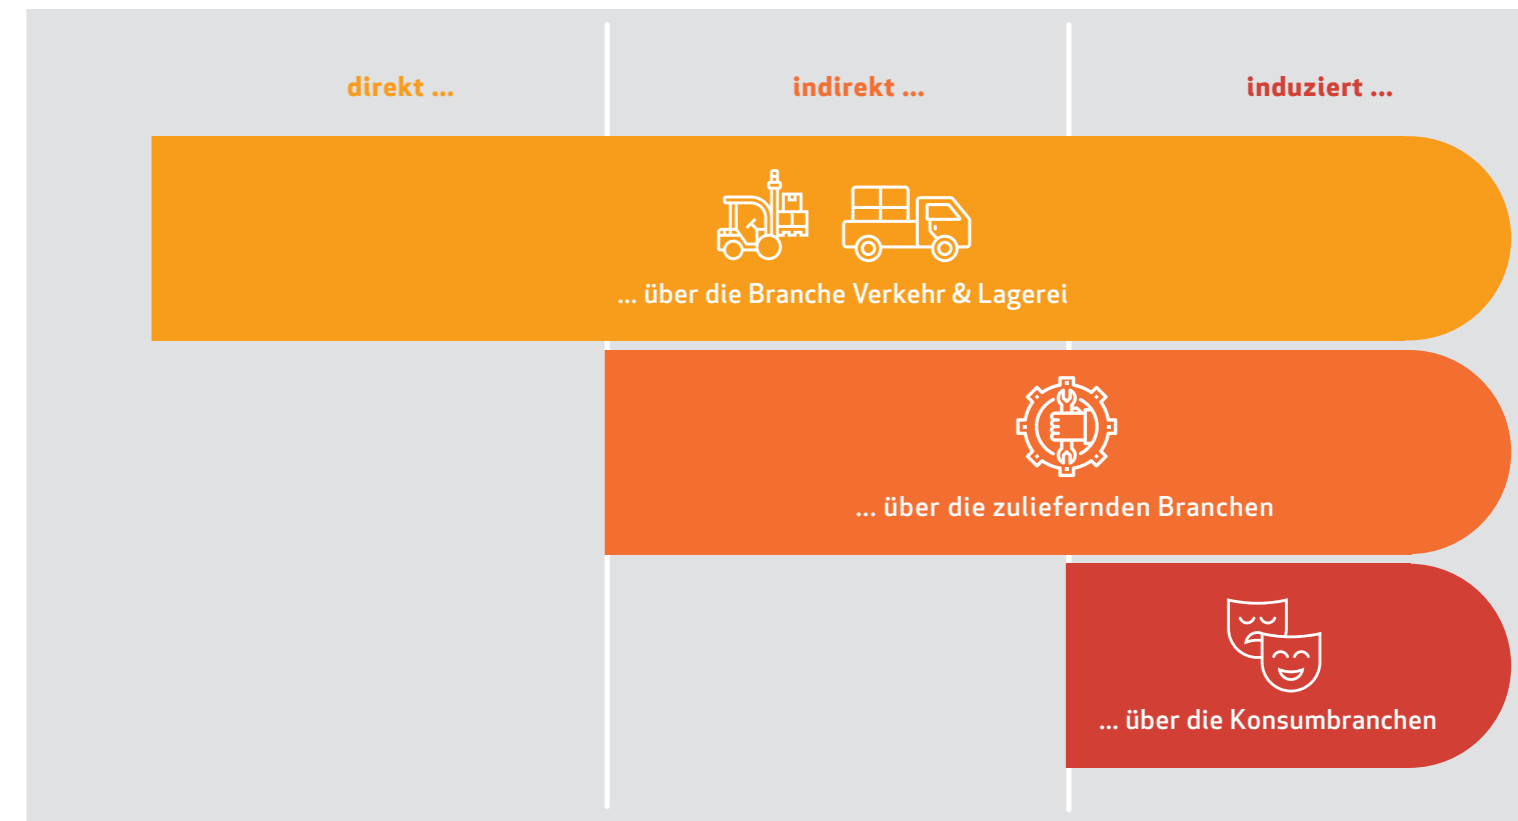 direkt ...
indirekt ...
induziert ...
... über die Branche Verkehr & Lagerei
... über die zuliefernden Branchen
... über die Konsumbranchen